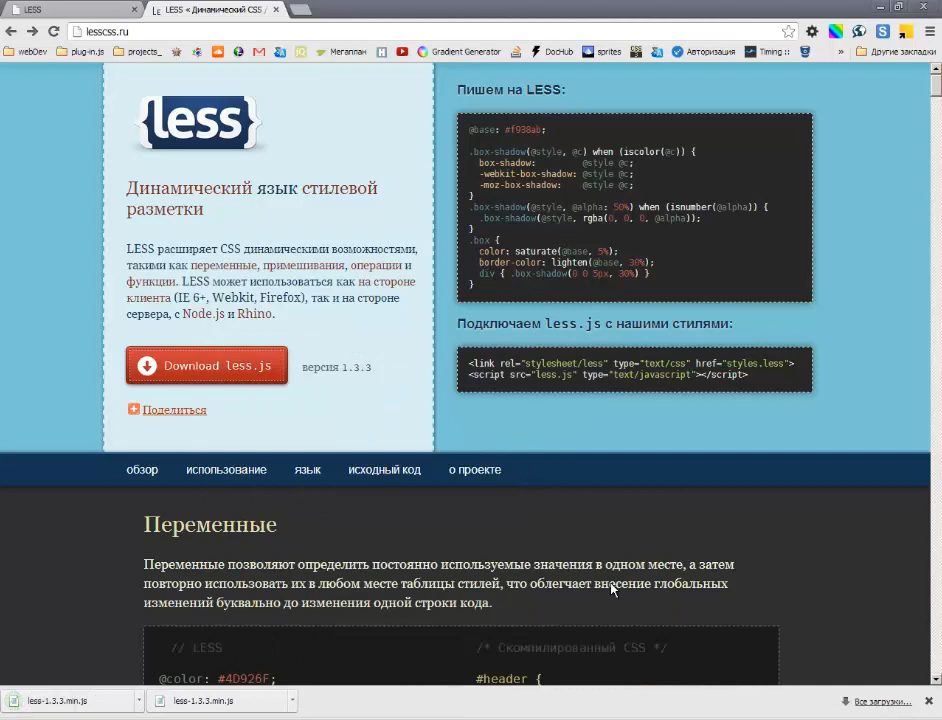 LESS
LESS « Динамический CSS /
lesscss.ru
webDev
plug-in.js
projects_
Мегаплан
Gradient Generator
DocHub
sprites
Авторизация
Timing ::
»
Другие закладки
{less}
Динамический язык стилевой
разметки
LESS расширяет CSS динамическими возможностями,
такими как переменные, примешивания, операции и
функции. LESS может использоваться как на стороне
клиента (IE 6+, Webkit, Firefox), так и на стороне
сервера, с Node.js и Rhino.
Download less.js
версия 1.3.3
Поделиться
Пишем на LESS:
@base: #f938ab;
.box-shadow(@style, @c) when (iscolor(@c)) {
box-shadow: @style @c;
-webkit-box-shadow: @style @c;
-moz-box-shadow: @style @c;
}
.box-shadow(@style, @alpha: 50%) when (isnumber(@alpha)) {
.box-shadow(@style, rgba(0, 0, 0, @alpha));
}
.box {
color: saturate(@base, 5%);
border-color: lighten(@base, 30%);
div { .box-shadow(0 0 5px, 30%) }
}
Подключаем less.js с нашими стилями:
<link rel="stylesheet/less" type="text/css" href="styles.less">
<script src="less.js" type="text/javascript"></script>
обзор
использование
язык
исходный код
о проекте
Переменные
Переменные позволяют определить постоянно используемые значения в одном месте, а затем
повторно использовать их в любом месте таблицы стилей, что облегчает внесение глобальных
изменений буквально до изменения одной строки кода.
// LESS
/* Скомпилированный CSS */
@color: #4D926F;
#header {
less-1.3.3.min.js
less-1.3.3.min.js
Все загрузки...